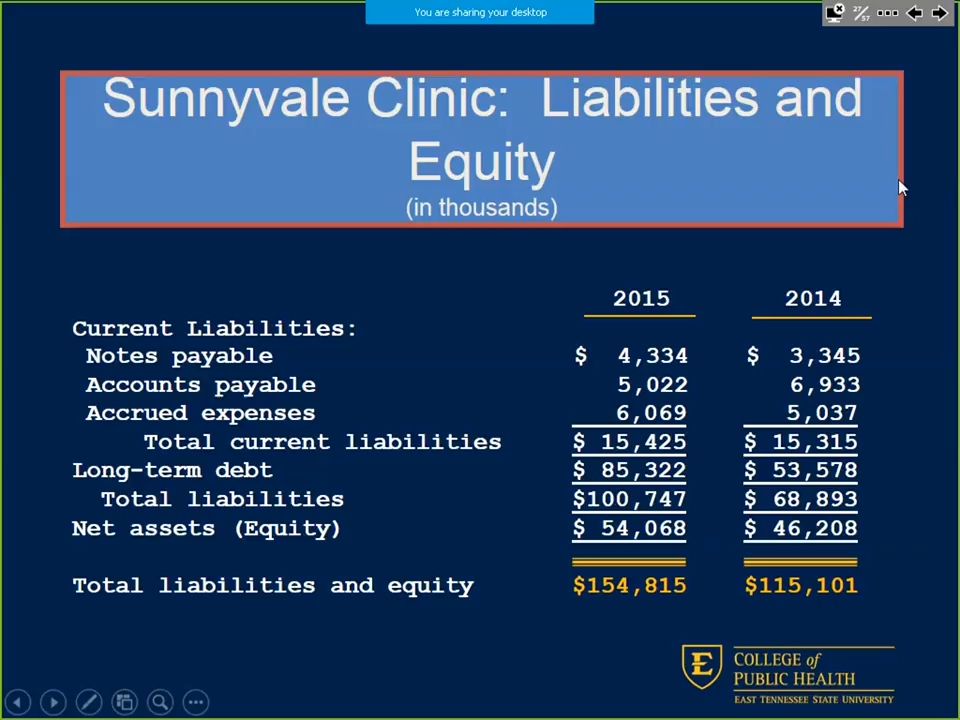 You are sharing your desktop
27/57
Sunnyvale Clinic: Liabilities and
Equity
(in thousands)
2015 2014
Current Liabilities:
Notes payable $ 4,334 $ 3,345
Accounts payable 5,022 6,933
Accrued expenses 6,069 5,037
Total current liabilities $ 15,425 $ 15,315
Long-term debt $ 85,322 $ 53,578
Total liabilities $100,747 $ 68,893
Net assets (Equity) $ 54,068 $ 46,208
Total liabilities and equity $154,815 $115,101
E
COLLEGE of
PUBLIC HEALTH
EAST TENNESSEE STATE UNIVERSITY